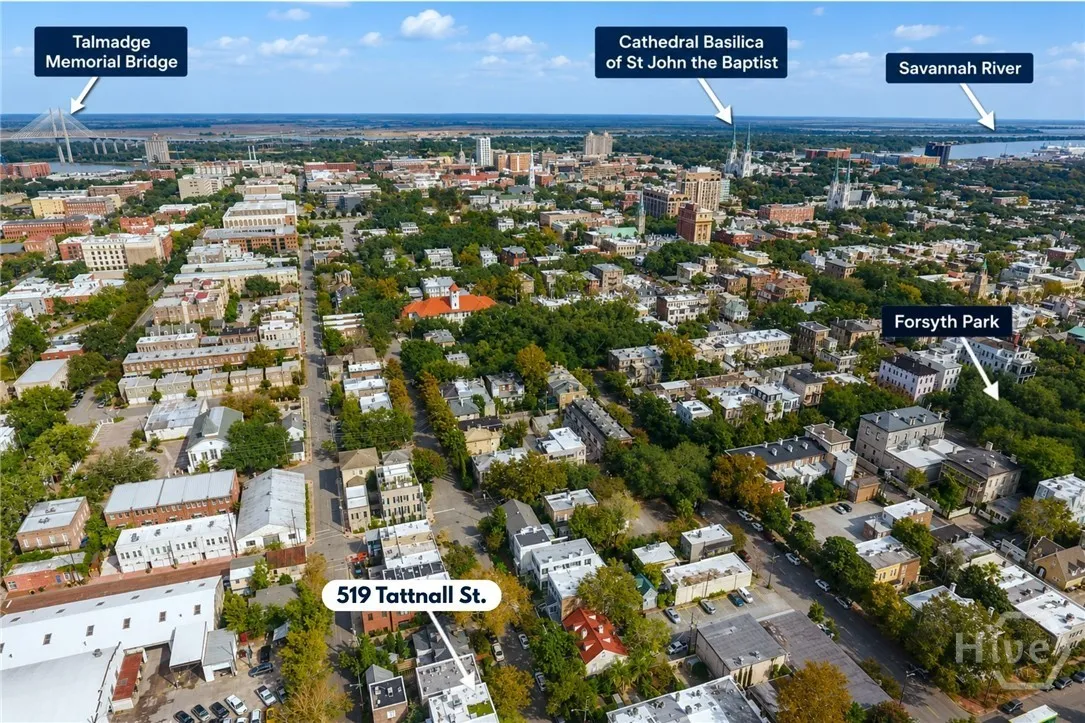 Talmadge
Memorial Bridge
Cathedral Basilica
of St John the Baptist
Savannah River
Forsyth Park
519 Tattnall St.
Hive